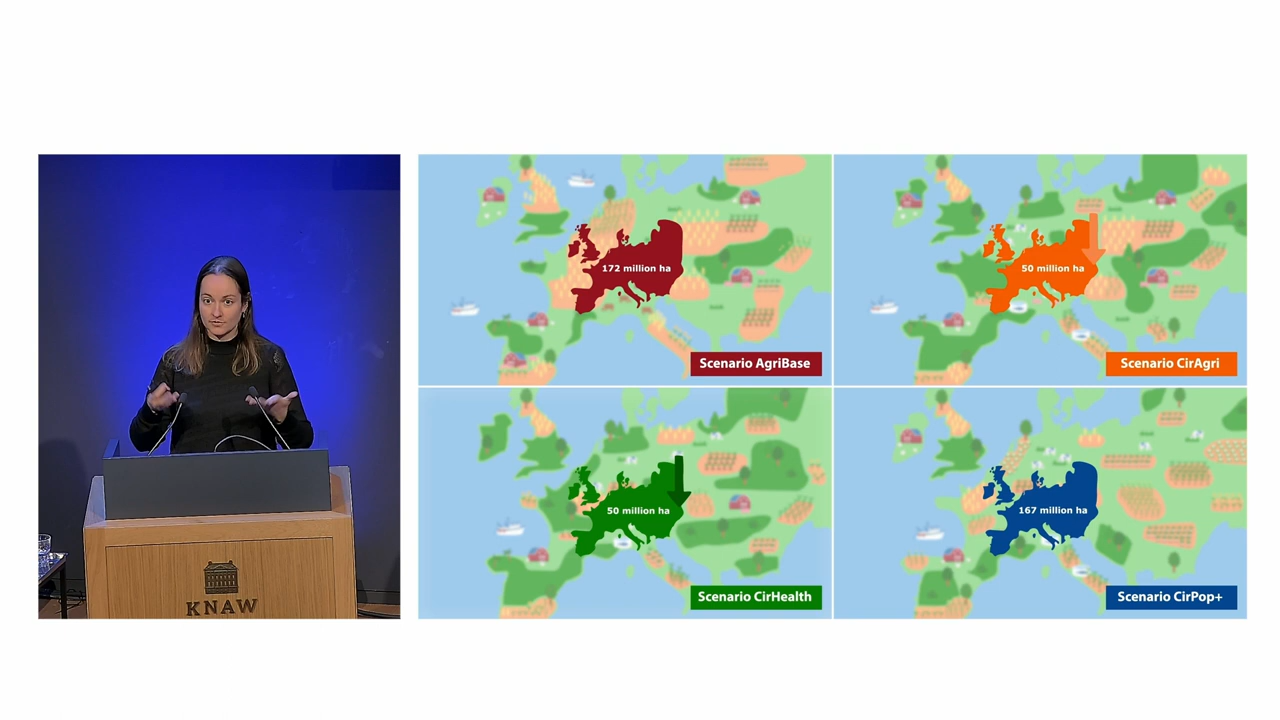 KNAW
172 million ha
Scenario AgriBase
50 million ha
Scenario CirAgri
50 million ha
Scenario CirHealth
167 million ha
Scenario CirPop+